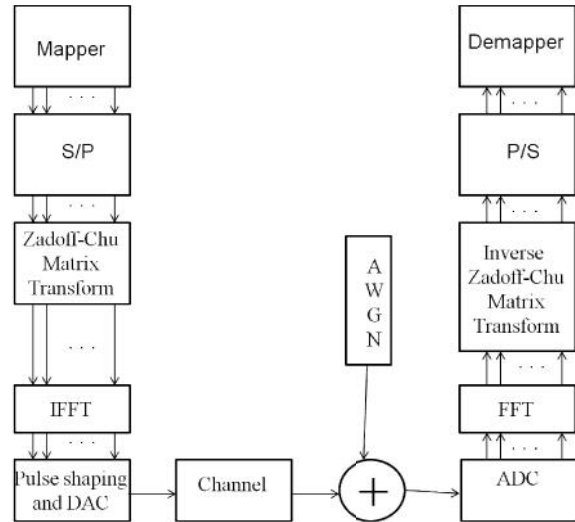 Mapper
. . .
S/P
. . .
Zadoff-Chu
Matrix
Transform
. . .
IFFT
. . .
Pulse shaping
and DAC
Channel
A
W
G
N
+
ADC
. . .
FFT
. . .
Inverse
Zadoff-Chu
Matrix
Transform
. . .
P/S
. . .
Demapper